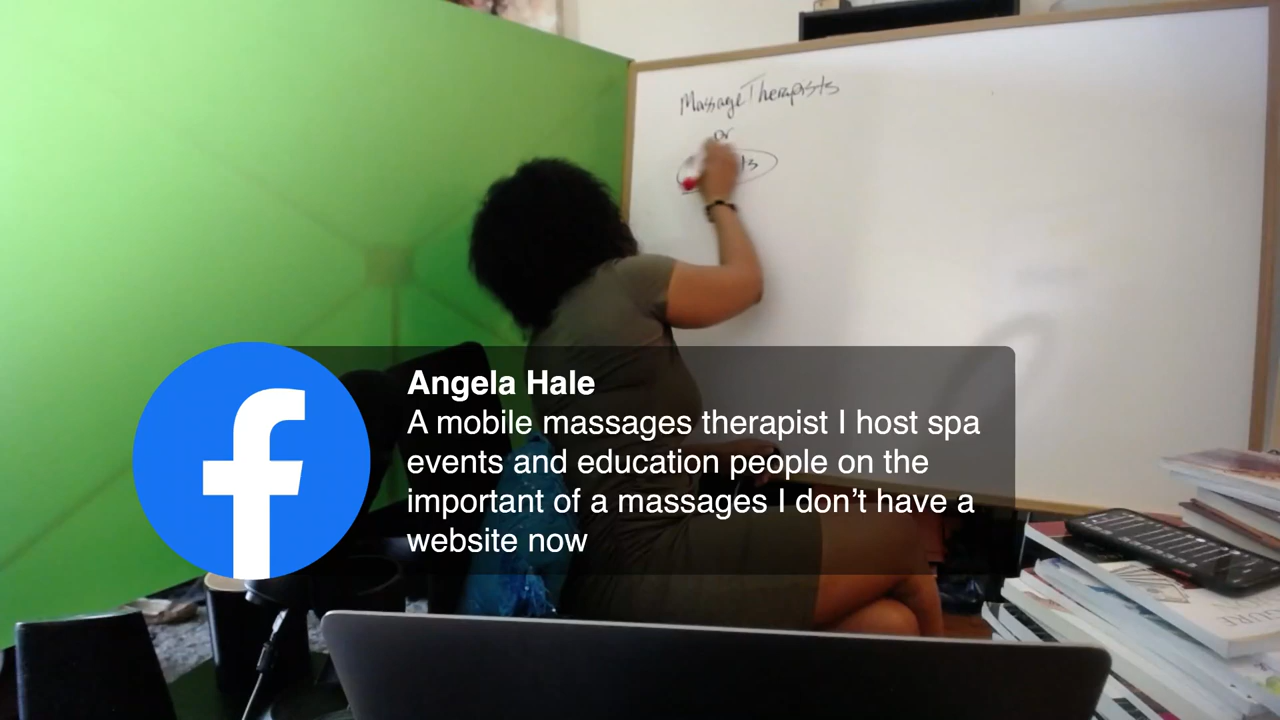 Massage Therapists
or
Angela Hale
A mobile massages therapist I host spa
events and education people on the
important of a massages I don’t have a
website now